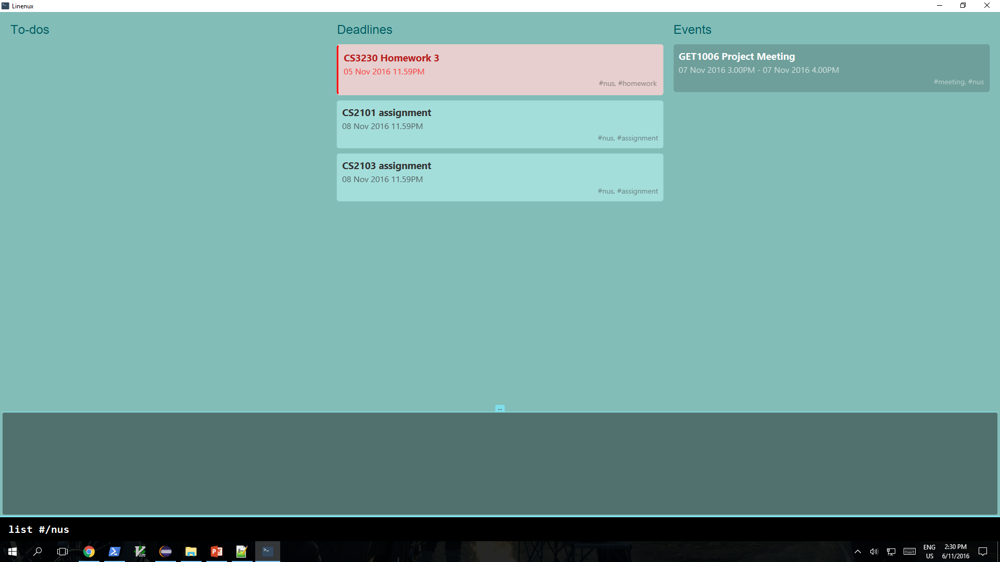 Linenux
To-dos
Deadlines
CS3230 Homework 3
05 Nov 2016 11.59PM
#nus, #homework
CS2101 assignment
08 Nov 2016 11.59PM
#nus, #assignment
CS2103 assignment
08 Nov 2016 11.59PM
#nus, #assignment
Events
GET1006 Project Meeting
07 Nov 2016 3.00PM - 07 Nov 2016 4.00PM
#meeting, #nus
...
list #/nus
ENG
US
2:30 PM
6/11/2016